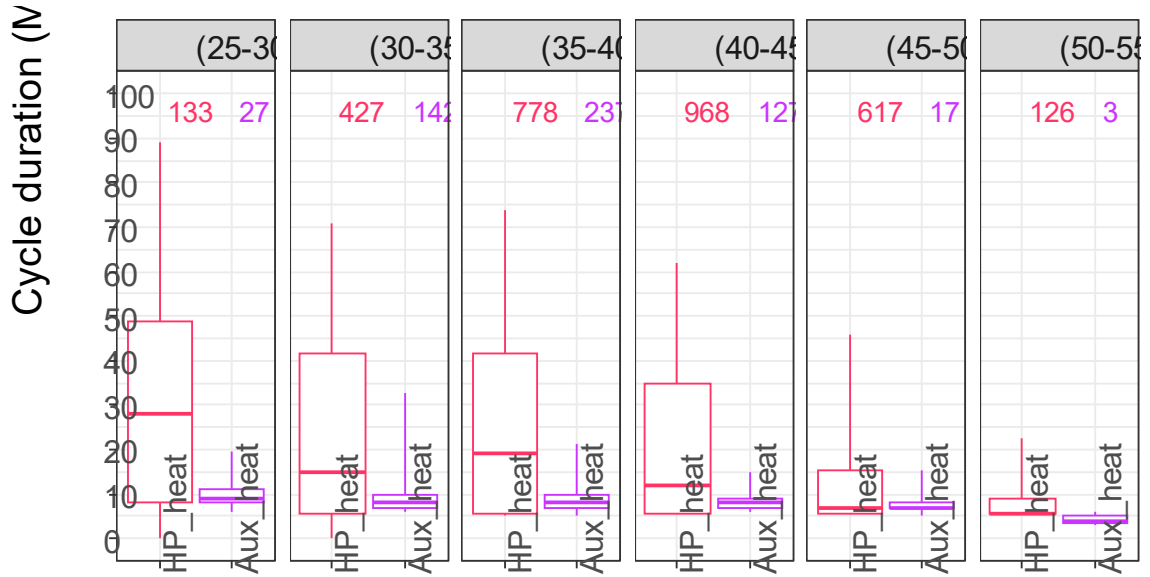 Cycle duration (M
(25-30
(30-35
(35-40
(40-45
(45-50
(50-55
133 27
427 142
778 237
968 127
617 17
126 3
100
90
80
70
60
50
40
30
20
10
0
HP_heat
Aux_heat
HP_heat
Aux_heat
HP_heat
Aux_heat
HP_heat
Aux_heat
HP_heat
Aux_heat
HP_heat
Aux_heat